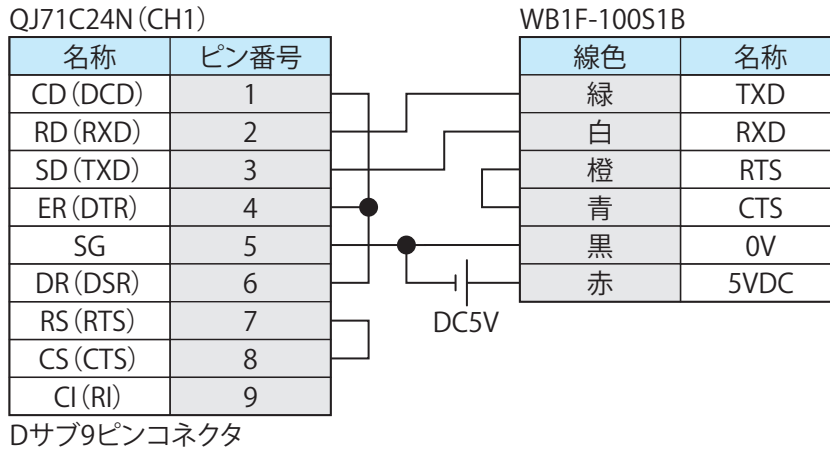 QJ71C24N(CH1) WB1F-100S1B
名称 ピン番号 線色 名称
CD(DCD) 1 緑 TXD
RD(RXD) 2 白 RXD
SD(TXD) 3 橙 RTS
ER(DTR) 4 青 CTS
SG 5 黒 0V
DR(DSR) 6 赤 5VDC
RS(RTS) 7 DC5V
CS(CTS) 8
CI(RI) 9
Dサブ9ピンコネクタ